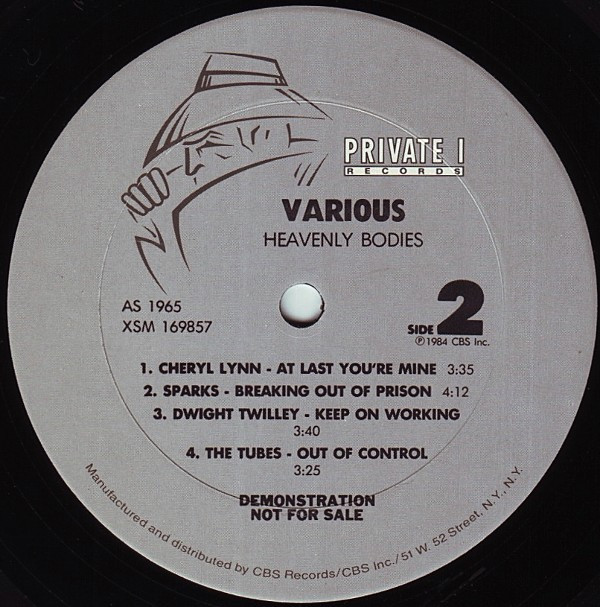 PRIVATE I
RECORDS
VARIOUS
HEAVENLY BODIES
AS 1965
XSM 169857
SIDE 2
℗1984 CBS Inc.
1. CHERYL LYNN - AT LAST YOU'RE MINE 3:35
2. SPARKS - BREAKING OUT OF PRISON 4:12
3. DWIGHT TWILLEY - KEEP ON WORKING
3:40
4. THE TUBES - OUT OF CONTROL
3:25
DEMONSTRATION
NOT FOR SALE
Manufactured and distributed by CBS Records/CBS Inc./51 W. 52 Street, N.Y., N.Y.